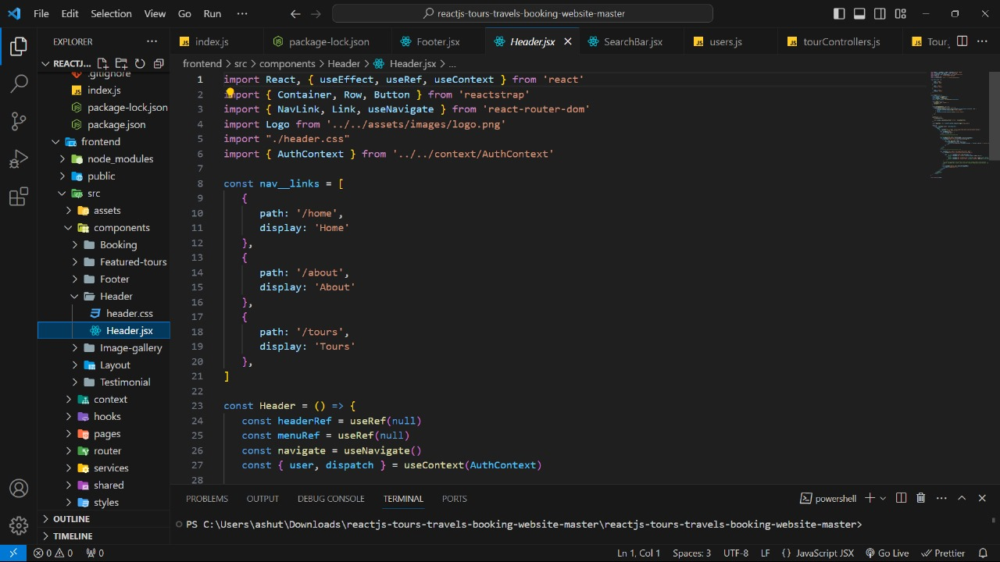 File Edit Selection View Go Run ···
reactjs-tours-travels-booking-website-master
EXPLORER ···
REACTJ...
.gitignore
index.js
package-lock.json
package.json
frontend
node_modules
public
src
assets
components
Booking
Featured-tours
Footer
Header
header.css
Header.jsx
Image-gallery
Layout
Testimonial
context
hooks
pages
router
services
shared
styles
OUTLINE
TIMELINE
index.js package-lock.json Footer.jsx Header.jsx SearchBar.jsx users.js tourControllers.js Tour. ···
frontend > src > components > Header > Header.jsx > ...
1 import React, { useEffect, useRef, useContext } from 'react'
2 import { Container, Row, Button } from 'reactstrap'
3 import { NavLink, Link, useNavigate } from 'react-router-dom'
4 import Logo from '../../assets/images/logo.png'
5 import "./header.css"
6 import { AuthContext } from '../../context/AuthContext'
7
8 const nav__links = [
9 {
10 path: '/home',
11 display: 'Home'
12 },
13 {
14 path: '/about',
15 display: 'About'
16 },
17 {
18 path: '/tours',
19 display: 'Tours'
20 },
21 ]
22
23 const Header = () => {
24 const headerRef = useRef(null)
25 const menuRef = useRef(null)
26 const navigate = useNavigate()
27 const { user, dispatch } = useContext(AuthContext)
28
PROBLEMS OUTPUT DEBUG CONSOLE TERMINAL PORTS powershell ···
PS C:\Users\ashut\Downloads\reactjs-tours-travels-booking-website-master\reactjs-tours-travels-booking-website-master>
0 0 0 Ln 1, Col 1 Spaces: 3 UTF-8 LF {} JavaScript JSX Go Live Prettier